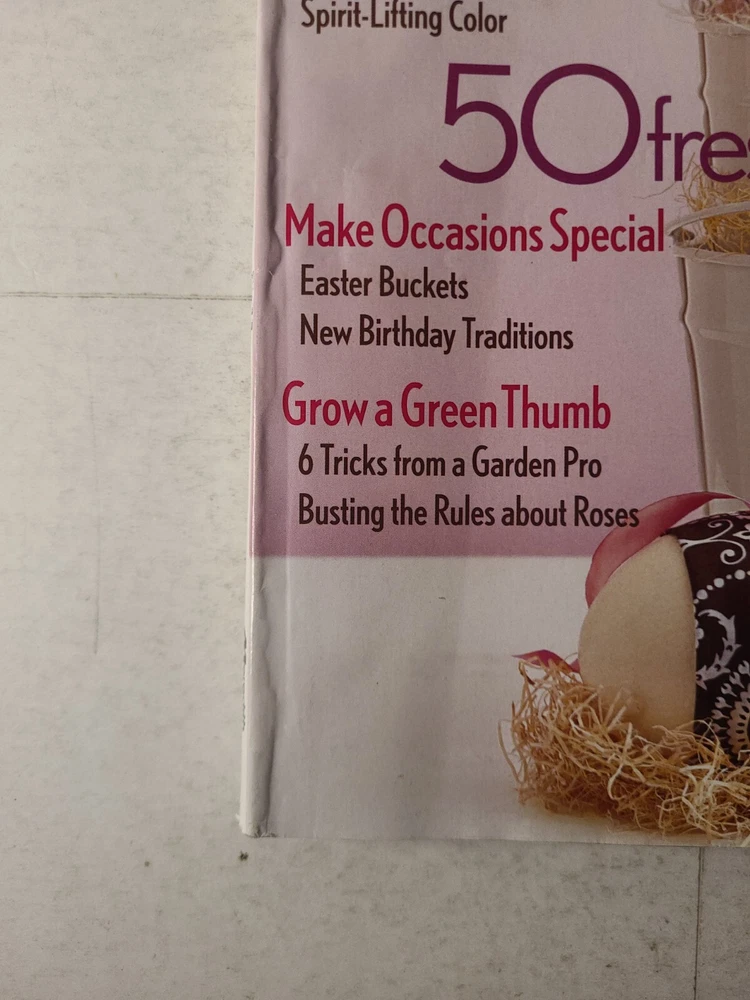 Spirit-Lifting Color
50 fre
Make Occasions Special
Easter Buckets
New Birthday Traditions
Grow a Green Thumb
6 Tricks from a Garden Pro
Busting the Rules about Roses